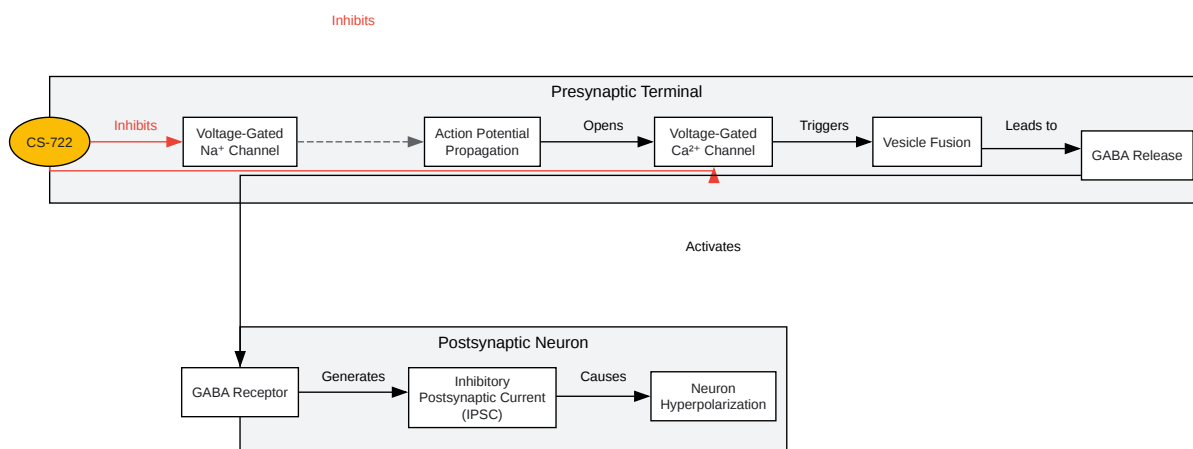 Inhibits
Presynaptic Terminal
CS-722
Inhibits
Voltage-Gated
Na⁺ Channel
Action Potential
Propagation
Opens
Voltage-Gated
Ca²⁺ Channel
Triggers
Vesicle Fusion
Leads to
GABA Release
Activates
Postsynaptic Neuron
GABA Receptor
Generates
Inhibitory
Postsynaptic Current
(IPSC)
Causes
Neuron
Hyperpolarization